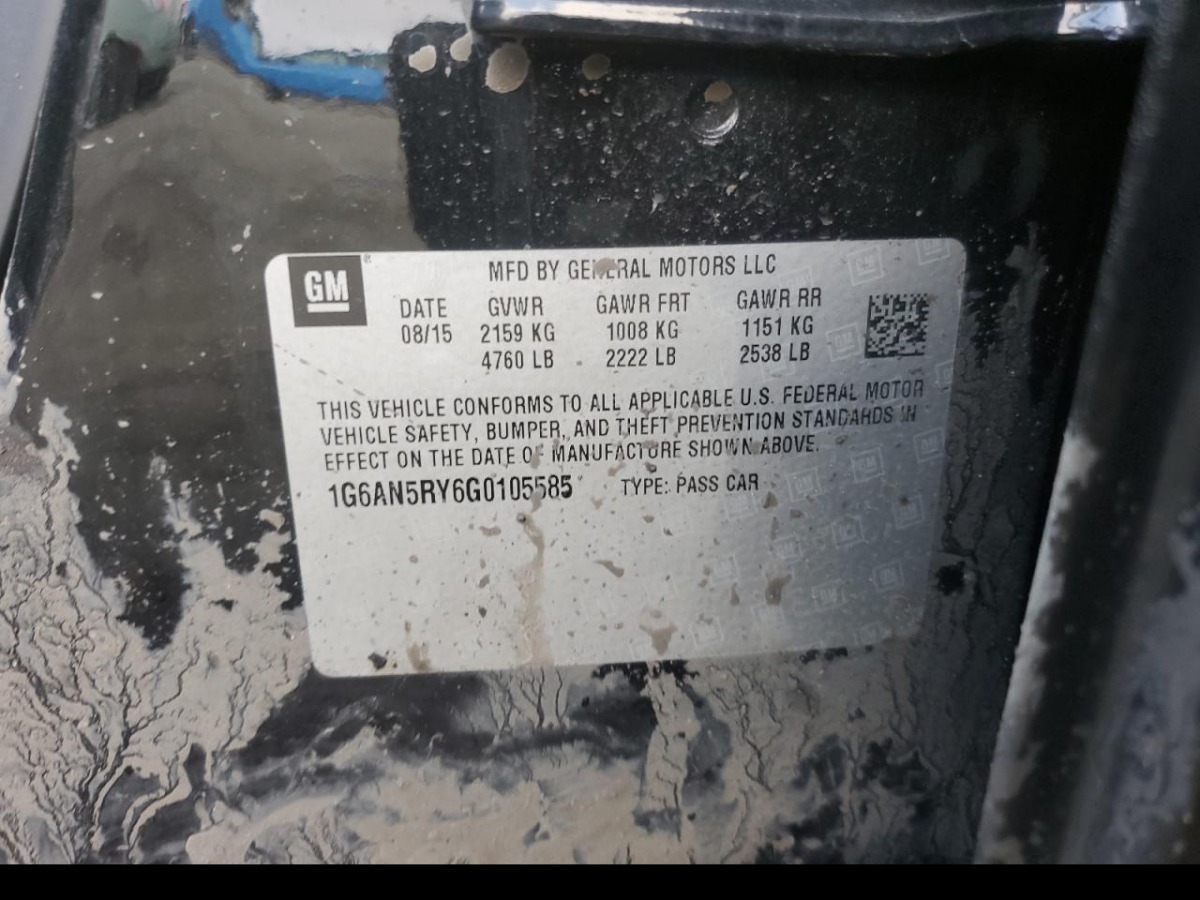 GM
MFD BY GENERAL MOTORS LLC
DATE GVWR GAWR FRT GAWR RR
08/15 2159 KG 1008 KG 1151 KG
4760 LB 2222 LB 2538 LB
THIS VEHICLE CONFORMS TO ALL APPLICABLE U.S. FEDERAL MOTOR
VEHICLE SAFETY, BUMPER, AND THEFT PREVENTION STANDARDS IN
EFFECT ON THE DATE OF MANUFACTURE SHOWN ABOVE.
1G6AN5RY6G0105585 TYPE: PASS CAR